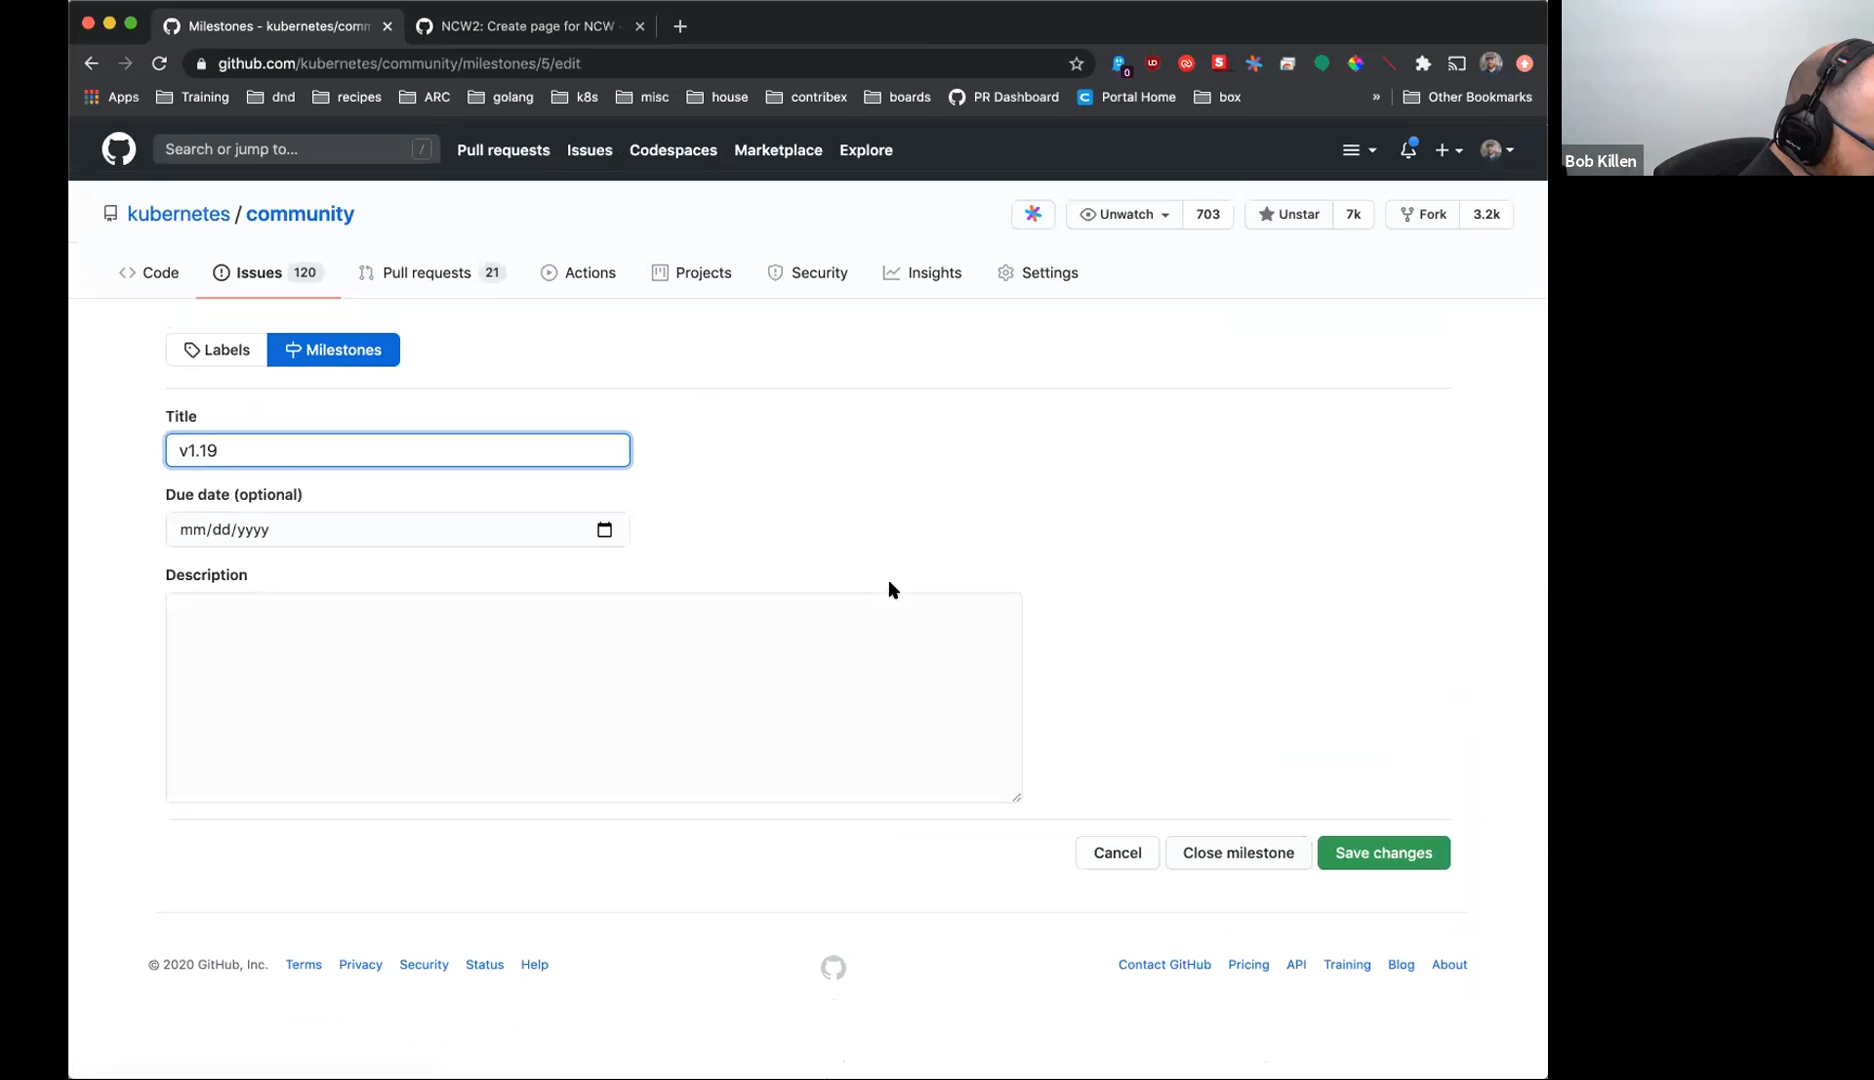 Milestones - kubernetes/comm
NCW2: Create page for NCW
github.com/kubernetes/community/milestones/5/edit
0
Apps Training dnd recipes ARC golang k8s misc house contribex boards PR Dashboard Portal Home box » Other Bookmarks
Search or jump to... /
Pull requests Issues Codespaces Marketplace Explore
Bob Killen
kubernetes / community
Unwatch 703 Unstar 7k Fork 3.2k
Code Issues 120 Pull requests 21 Actions Projects Security Insights Settings
Labels Milestones
Title
v1.19
Due date (optional)
mm/dd/yyyy
Description
Cancel Close milestone Save changes
© 2020 GitHub, Inc. Terms Privacy Security Status Help
Contact GitHub Pricing API Training Blog About